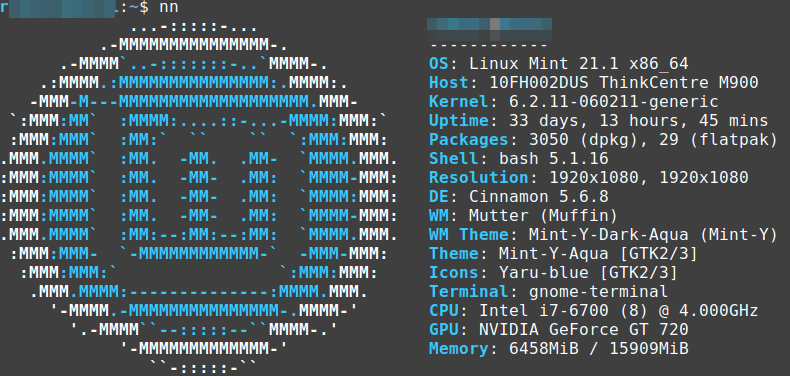 :~$ nn
------------
OS: Linux Mint 21.1 x86_64
Host: 10FH002DUS ThinkCentre M900
Kernel: 6.2.11-060211-generic
Uptime: 33 days, 13 hours, 45 mins
Packages: 3050 (dpkg), 29 (flatpak)
Shell: bash 5.1.16
Resolution: 1920x1080, 1920x1080
DE: Cinnamon 5.6.8
WM: Mutter (Muffin)
WM Theme: Mint-Y-Dark-Aqua (Mint-Y)
Theme: Mint-Y-Aqua [GTK2/3]
Icons: Yaru-blue [GTK2/3]
Terminal: gnome-terminal
CPU: Intel i7-6700 (8) @ 4.000GHz
GPU: NVIDIA GeForce GT 720
Memory: 6458MiB / 15909MiB